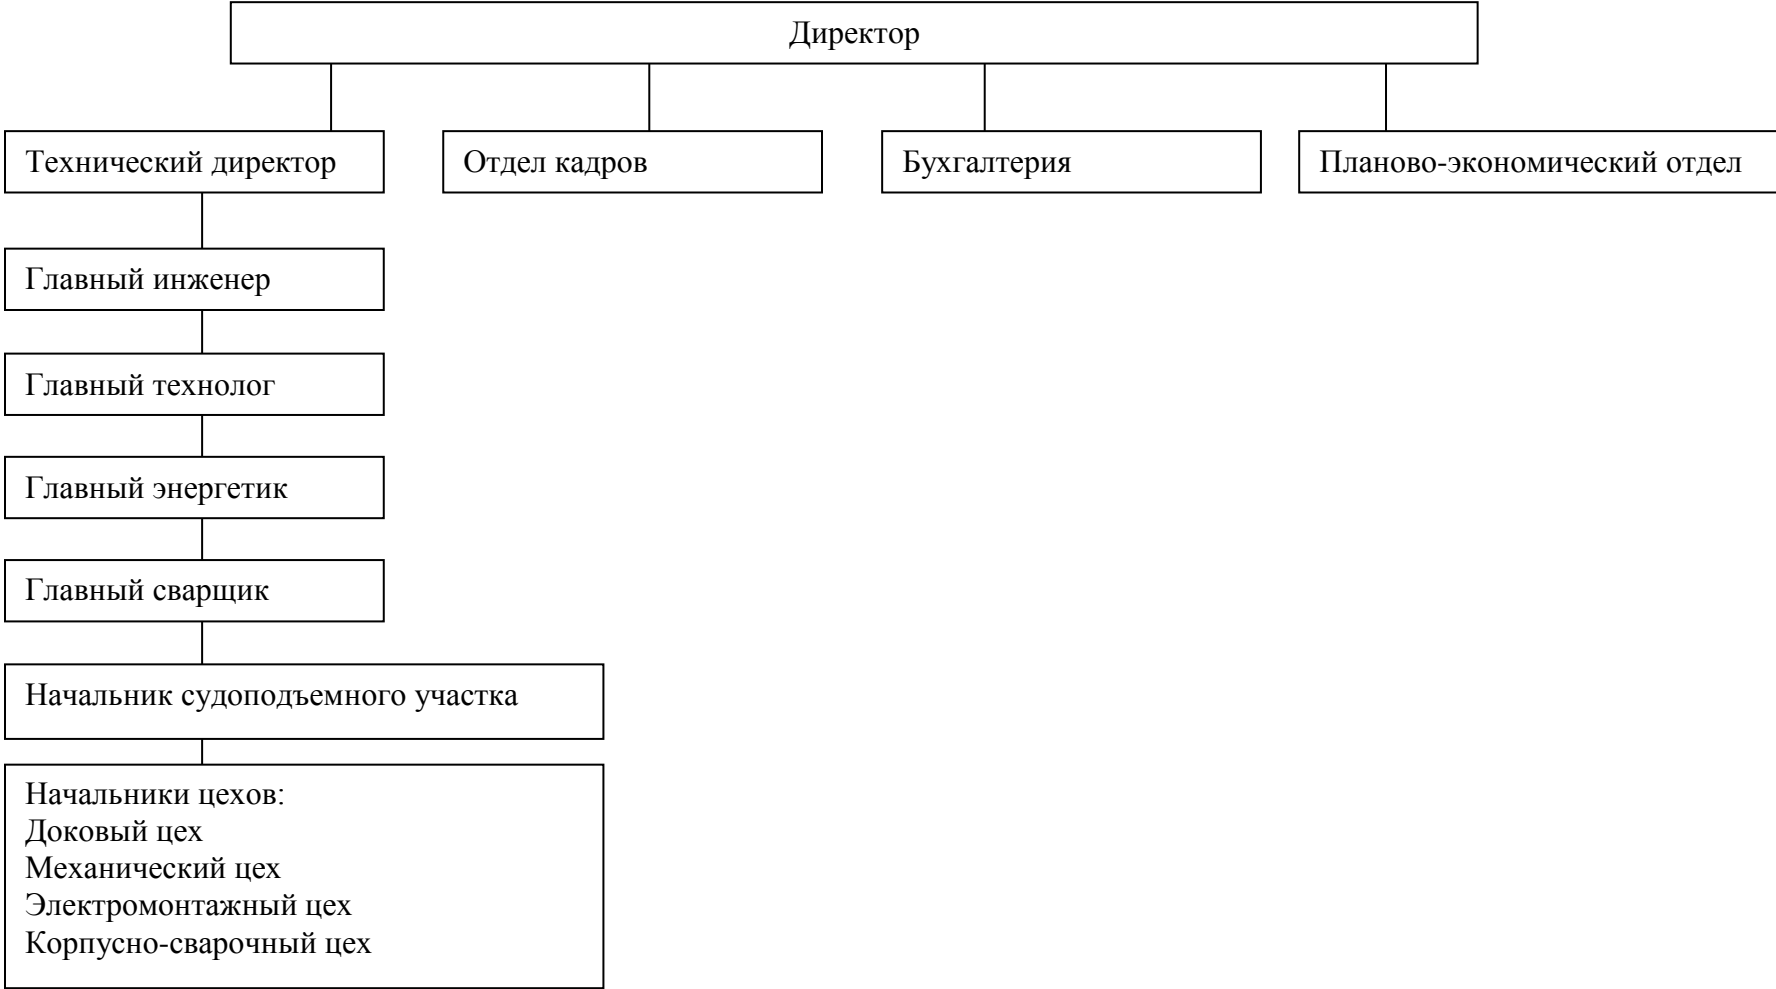 Директор
Технический директор
Отдел кадров
Бухгалтерия
Планово-экономический отдел
Главный инженер
Главный технолог
Главный энергетик
Главный сварщик
Начальник судоподъемного участка
Начальники цехов:
Доковый цех
Механический цех
Электромонтажный цех
Корпусно-сварочный цех